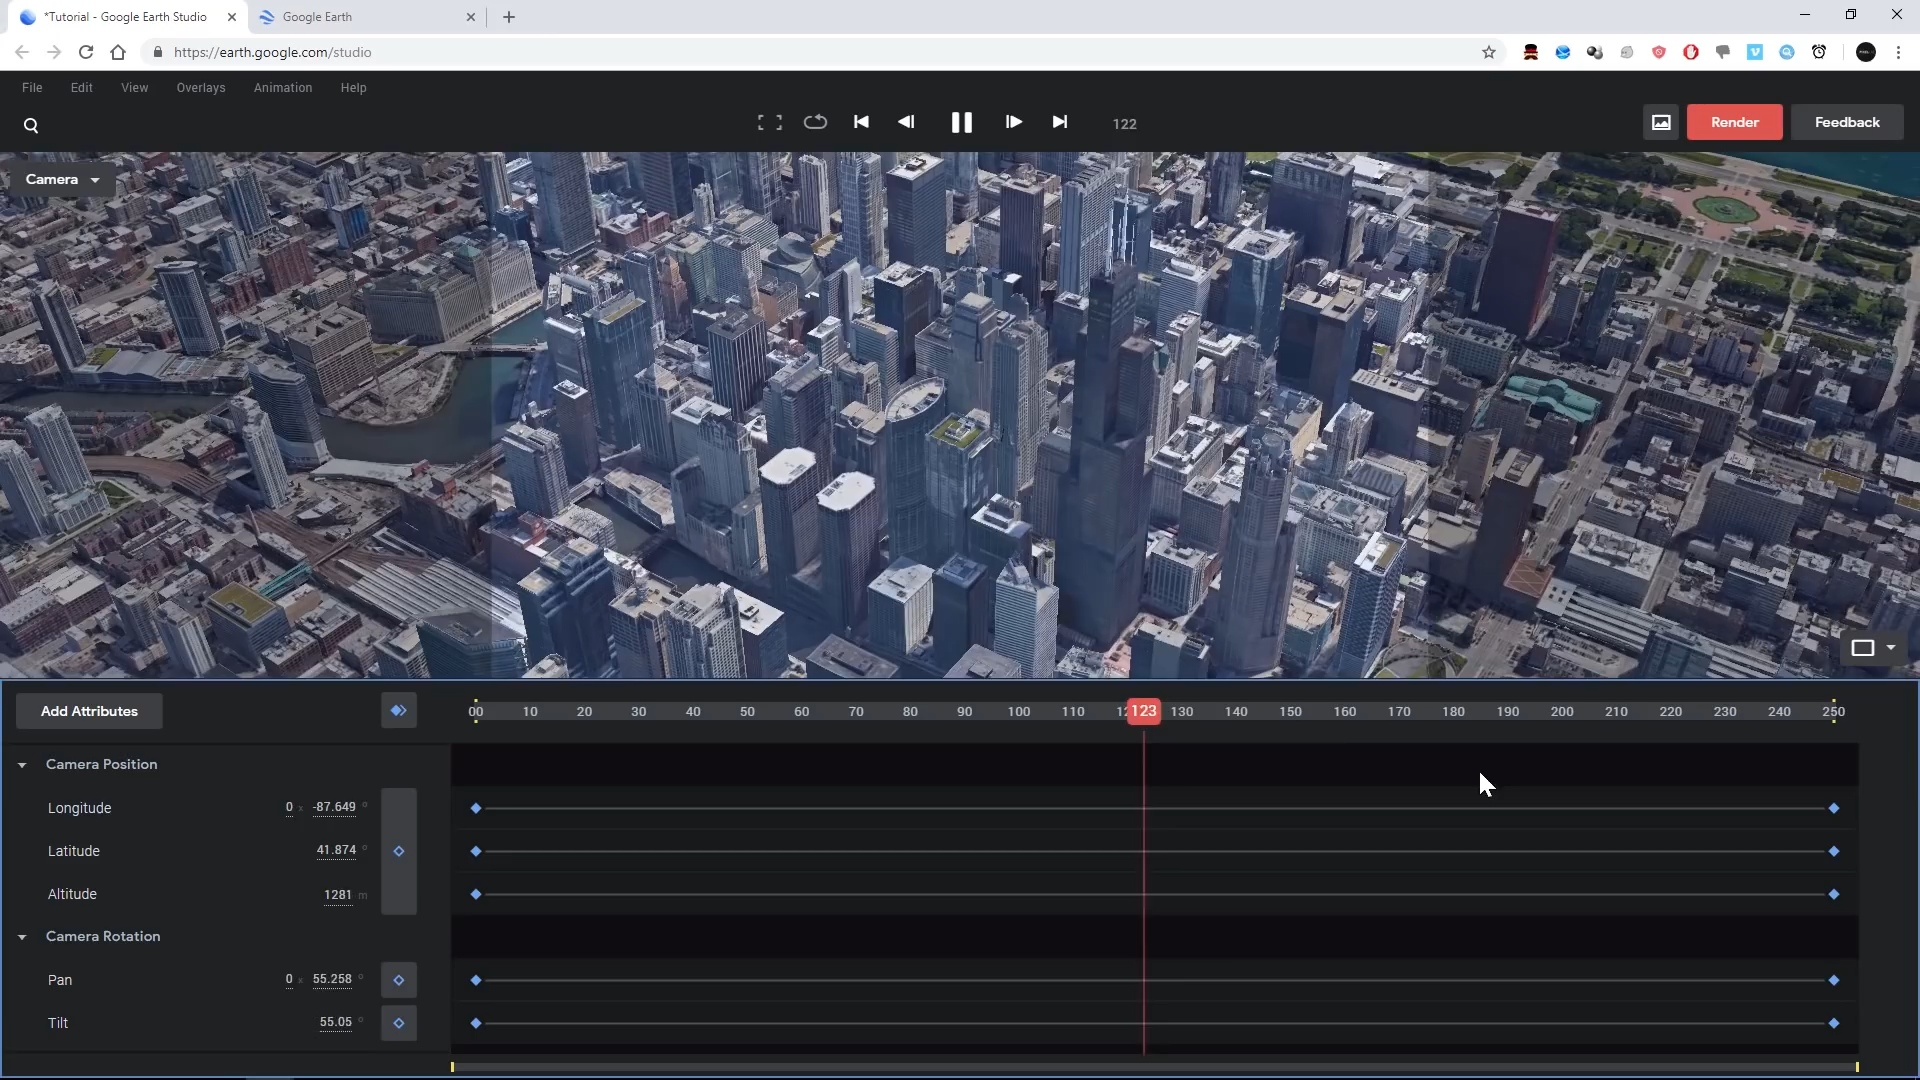 *Tutorial - Google Earth Studio
Google Earth
https://earth.google.com/studio
File Edit View Overlays Animation Help
122
Render Feedback
Camera
Add Attributes
00 10 20 30 40 50 60 70 80 90 100 110 123 130 140 150 160 170 180 190 200 210 220 230 240 250
Camera Position
Longitude 0 x -87.649 °
Latitude 41.874 °
Altitude 1281 m
Camera Rotation
Pan 0 x 55.258 °
Tilt 55.05 °